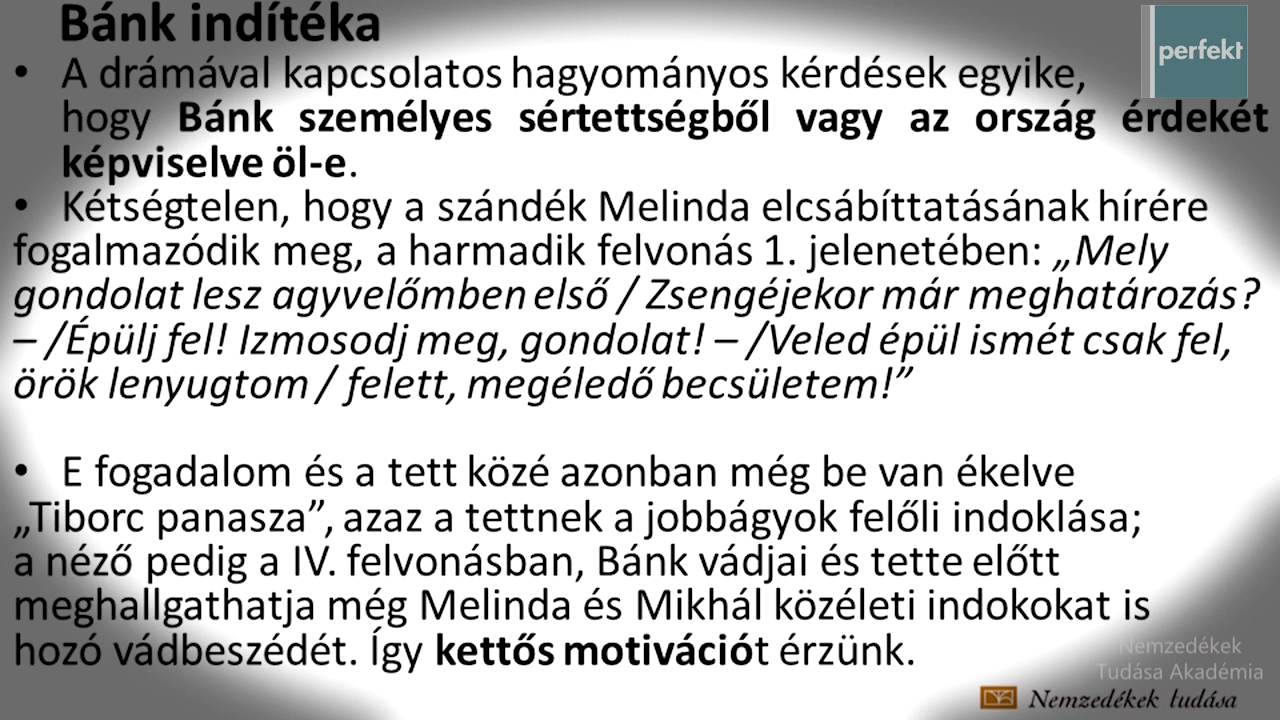 Bánk indítéka
perfekt
• A drámával kapcsolatos hagyományos kérdések egyike,
hogy Bánk személyes sértettségből vagy az ország érdekét
képviselve öl-e.
• Kétségtelen, hogy a szándék Melinda elcsábíttatásának hírére
fogalmazódik meg, a harmadik felvonás 1. jelenetében: „Mely
gondolat lesz agyvelőmben első / Zsengéjekor már meghatározás?
– /Épülj fel! Izmosodj meg, gondolat! – /Veled épül ismét csak fel,
örök lenyugtom / felett, megéledő becsületem!”
• E fogadalom és a tett közé azonban még be van ékelve
„Tiborc panasza”, azaz a tettnek a jobbágyok felőli indoklása;
a néző pedig a IV. felvonásban, Bánk vádjai és tette előtt
meghallgathatja még Melinda és Mikhál közéleti indokokat is
hozó vádbeszédét. Így kettős motivációt érzünk.
Nemzedékek
Tudása Akadémia
Nemzedékek tudása